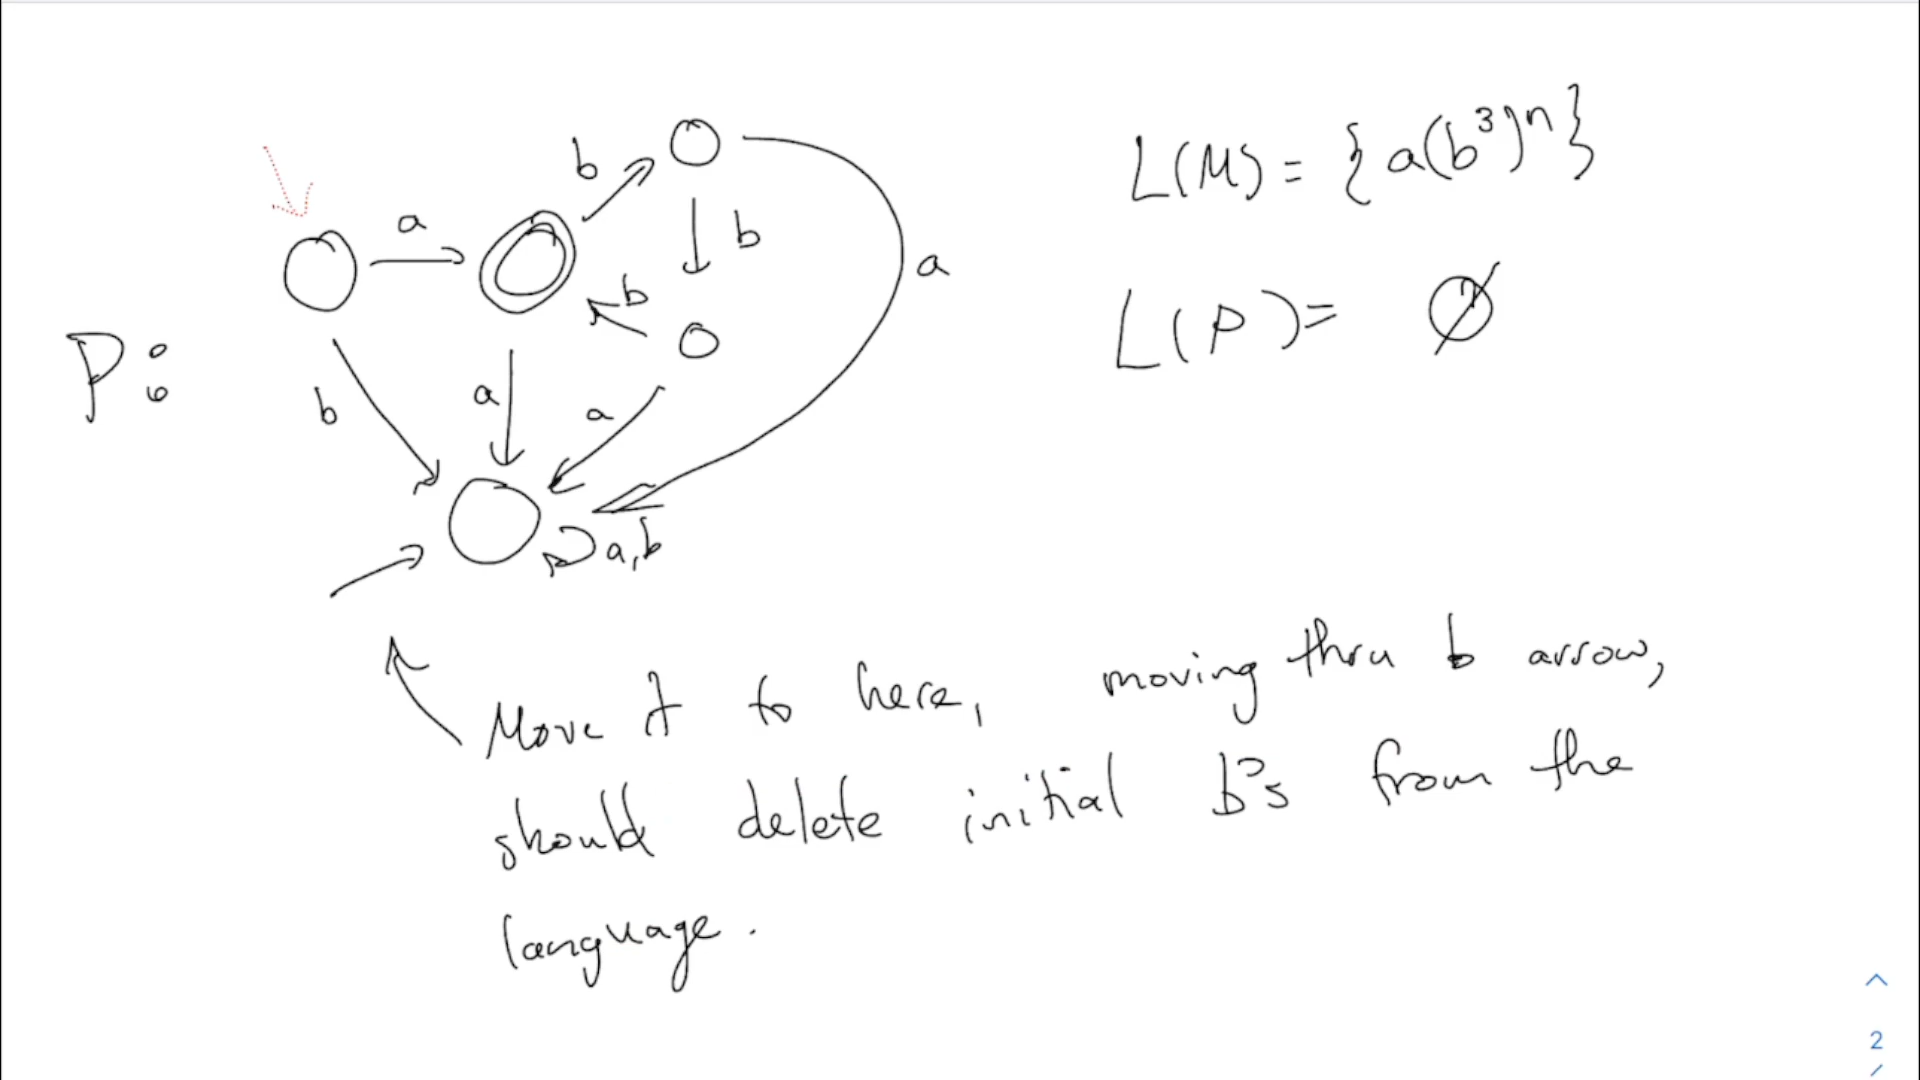 L(M) = { a(b³)ⁿ }
L(P) = ∅
P:
a
b
b
b
a
b
a
a
a,b
Move it to here, moving thru b arrow,
should delete initial b's from the
language.
2